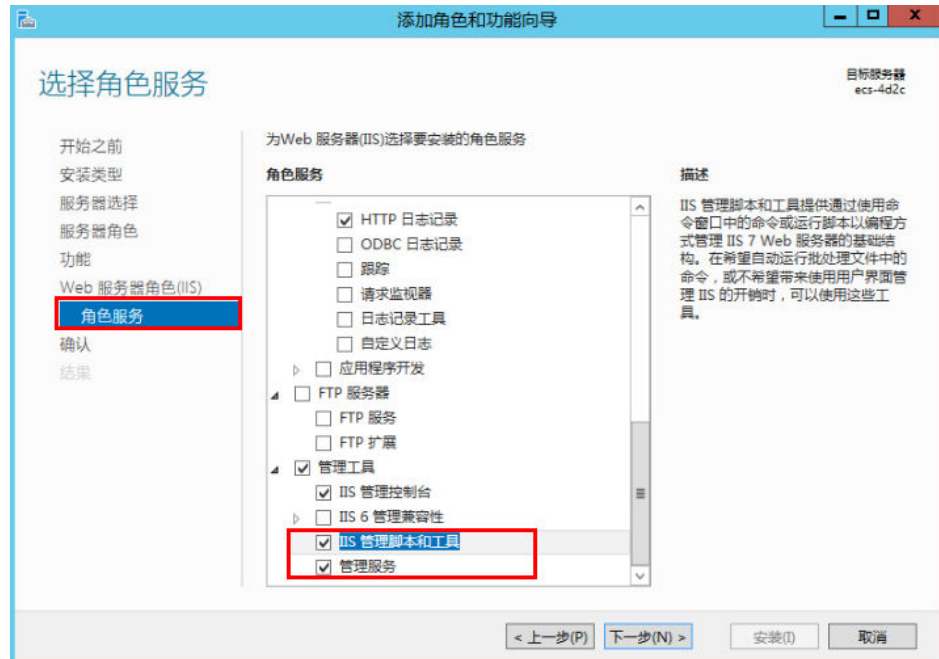 添加角色和功能向导
选择角色服务
目标服务器
ecs-4d2c
开始之前
安装类型
服务器选择
服务器角色
功能
Web 服务器角色(IIS)
角色服务
确认
结果
为Web 服务器(IIS)选择要安装的角色服务
角色服务
HTTP 日志记录
ODBC 日志记录
跟踪
请求监视器
日志记录工具
自定义日志
应用程序开发
FTP 服务器
FTP 服务
FTP 扩展
管理工具
IIS 管理控制台
IIS 6 管理兼容性
IIS 管理脚本和工具
管理服务
描述
IIS 管理脚本和工具提供通过使用命
令窗口中的命令或运行脚本以编程方
式管理 IIS 7 Web 服务器的基础结
构。在希望自动运行批处理文件中的
命令，或不希望带来使用用户界面管
理 IIS 的开销时，可以使用这些工
具。
< 上一步(P)
下一步(N) >
安装(I)
取消